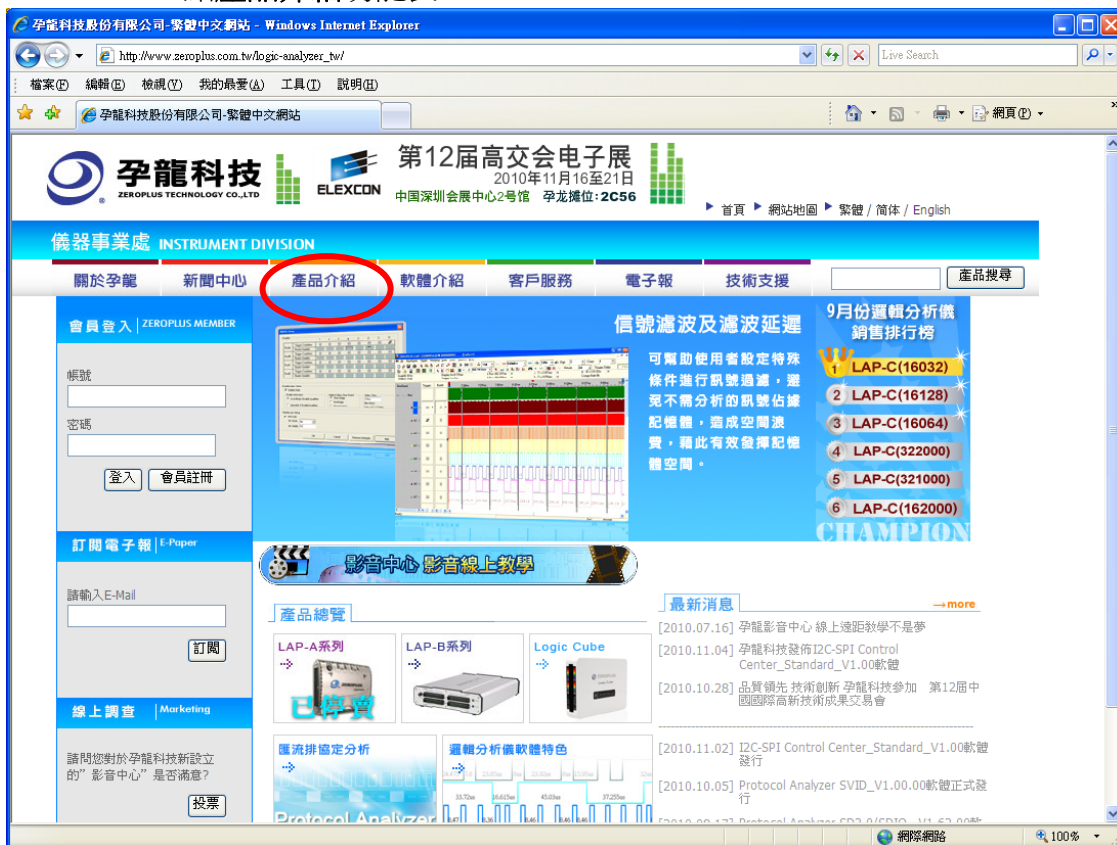 孕龍科技股份有限公司-繁體中文網站 - Windows Internet Explorer
http://www.zeroplus.com.tw/logic-analyzer_tw/
Live Search
檔案(F) 編輯(E) 檢視(V) 我的最愛(A) 工具(T) 說明(H)
孕龍科技股份有限公司-繁體中文網站
網頁(P)
孕龍科技
ZEROPLUS TECHNOLOGY CO.,LTD
ELEXCON
第12届高交会电子展
2010年11月16至21日
中国深圳会展中心2号馆 孕龙摊位:2C56
首頁 網站地圖 繁體 / 简体 / English
儀器事業處 INSTRUMENT DIVISION
關於孕龍 新聞中心 產品介紹 軟體介紹 客戶服務 電子報 技術支援 產品搜尋
會員登入 ZEROPLUS MEMBER
帳號
密碼
登入 會員註冊
訂閱電子報 E-Paper
請輸入E-Mail
訂閱
線上調查 Marketing
請問您對於孕龍科技新設立
的”影音中心”是否滿意?
投票
信號濾波及濾波延遲
可幫助使用者設定特殊
條件進行訊號過濾，避
免不需分析的訊號佔據
記憶體，造成空間浪
費，藉此有效發揮記憶
體空間。
9月份邏輯分析儀
銷售排行榜
1 LAP-C(16032)
2 LAP-C(16128)
3 LAP-C(16064)
4 LAP-C(322000)
5 LAP-C(321000)
6 LAP-C(162000)
CHAMPION
影音中心 影音線上教學
產品總覽
LAP-A系列
已停賣
LAP-B系列
Logic Cube
匯流排協定分析
Protocol Analyzer
邏輯分析儀軟體特色
最新消息
→more
[2010.07.16] 孕龍影音中心 線上遠距教學不是夢
[2010.11.04] 孕龍科技發佈I2C-SPI Control
Center_Standard_V1.00軟體
[2010.10.28] 品質領先 技術創新 孕龍科技參加 第12屆中
國國際高新技術成果交易會
[2010.11.02] I2C-SPI Control Center_Standard_V1.00軟體
發行
[2010.10.05] Protocol Analyzer SVID_V1.00.00軟體正式發
行
網際網路
100%